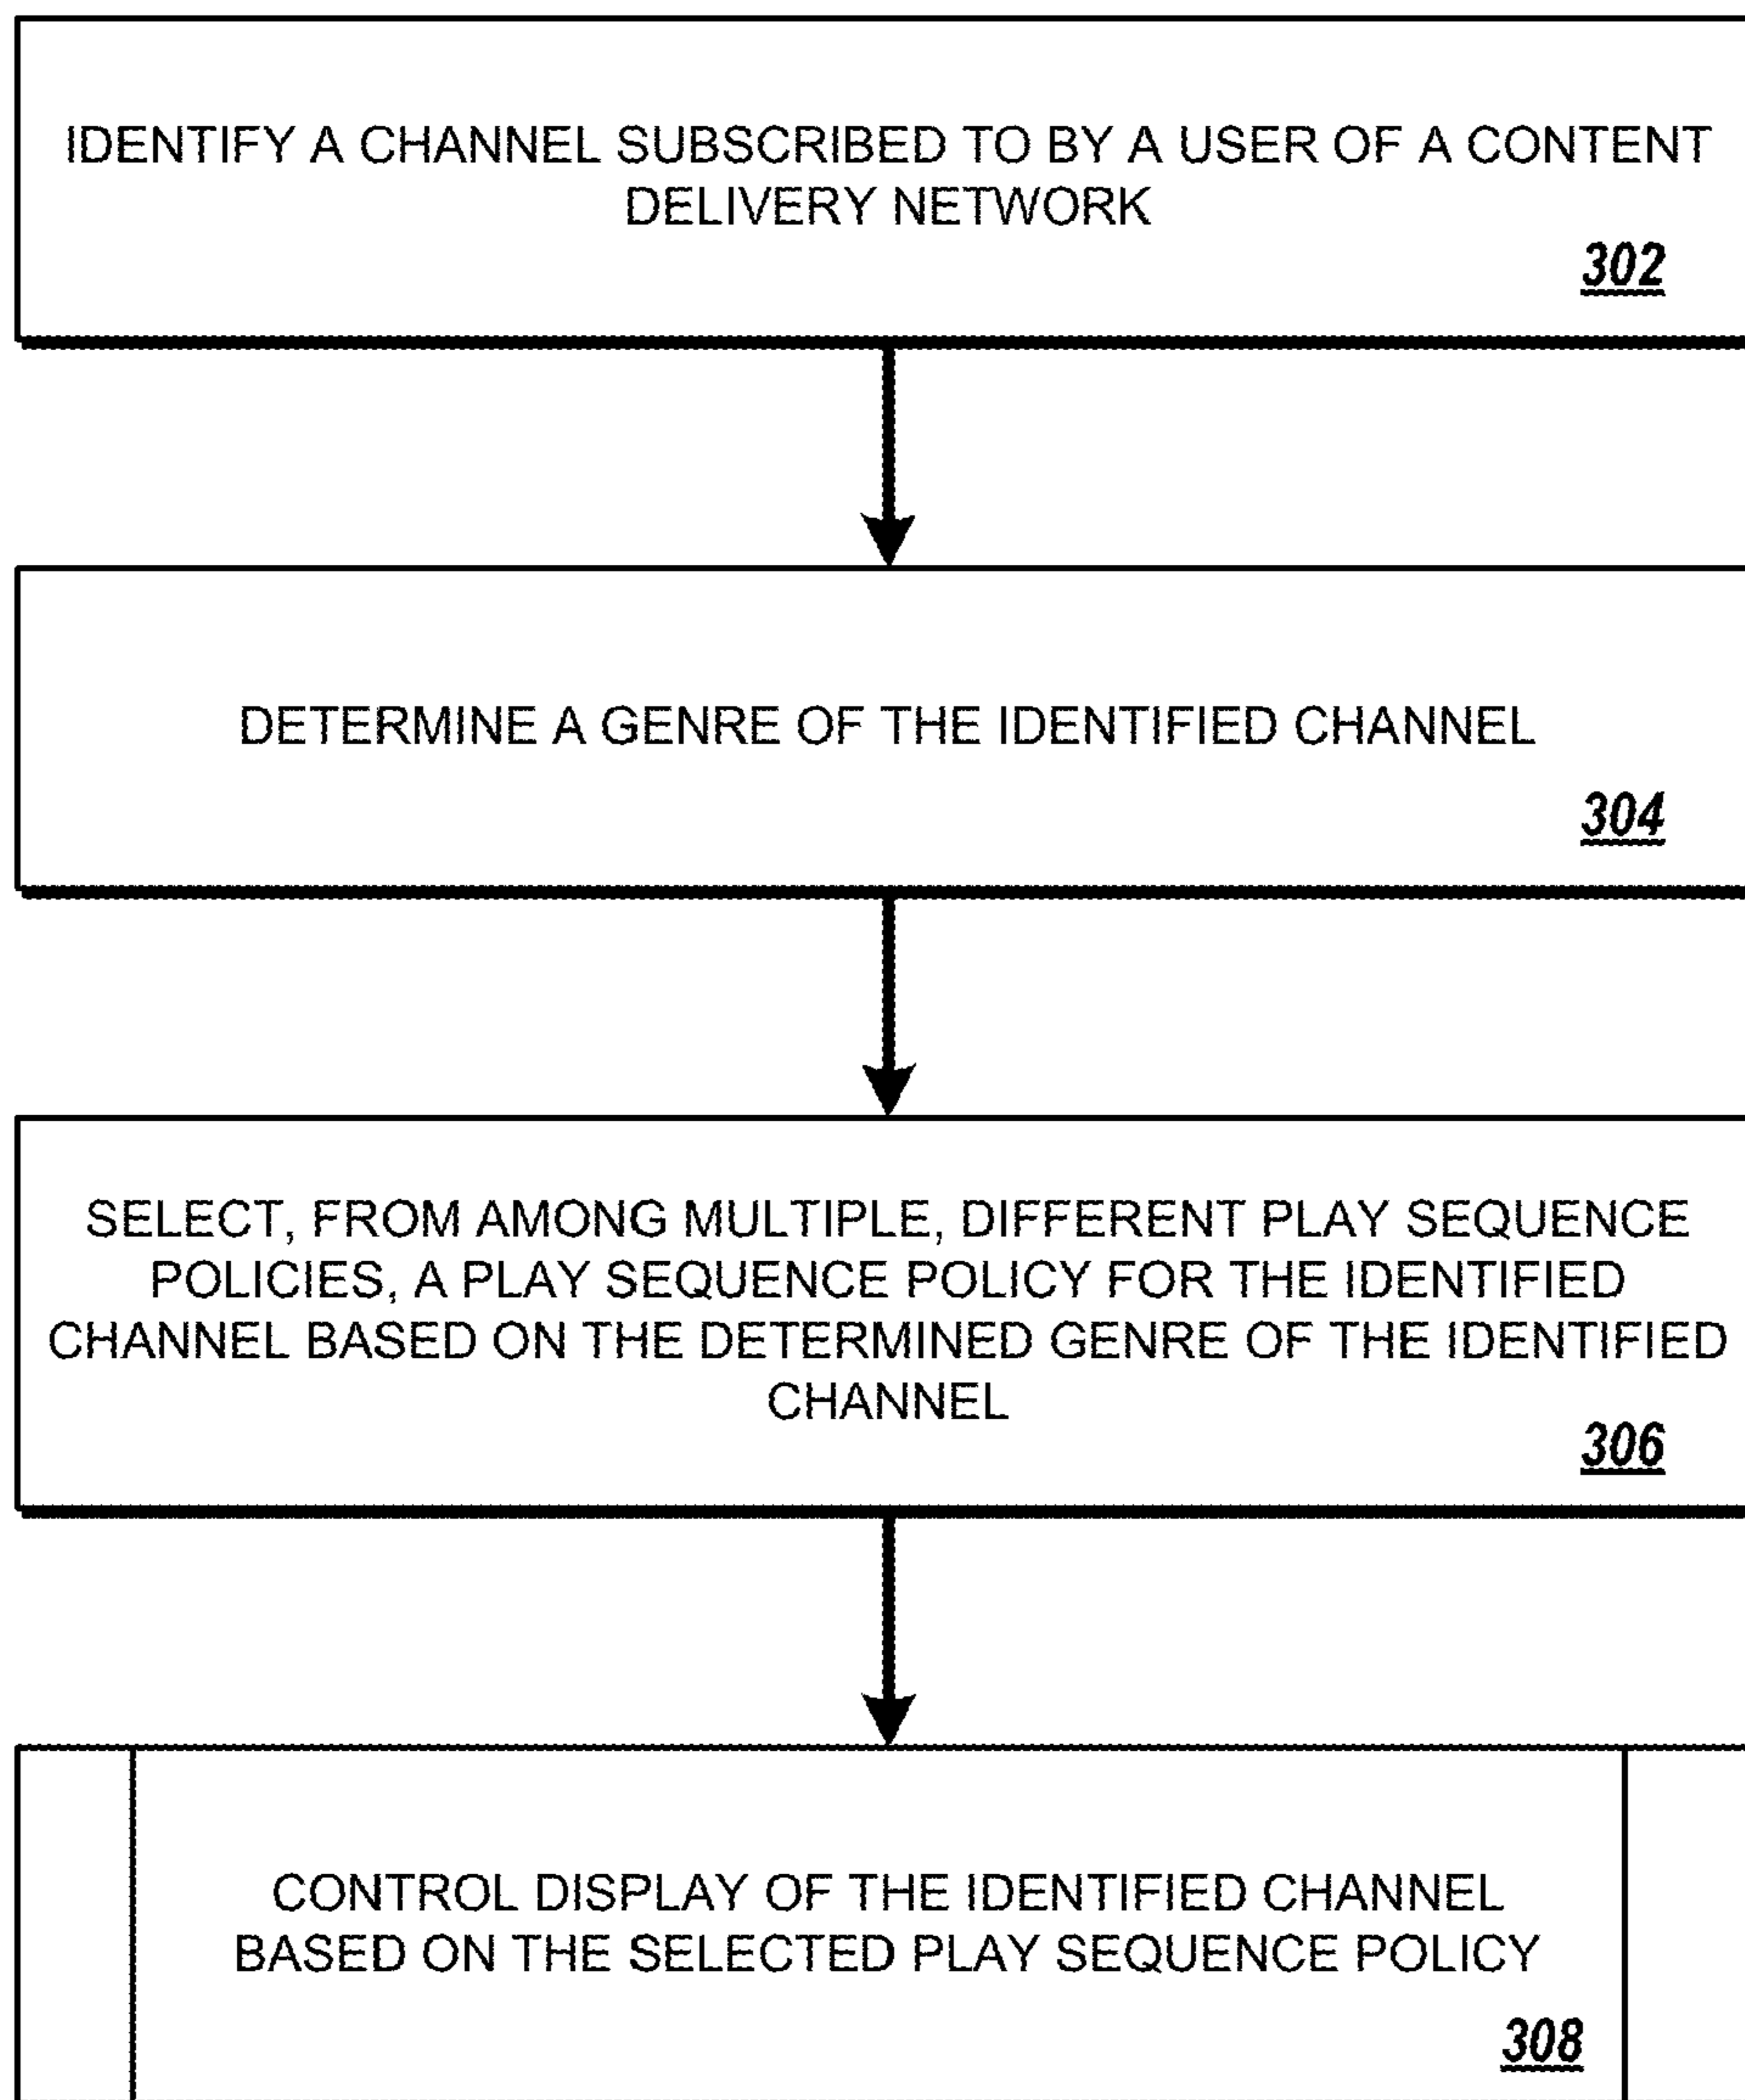 IDENTIFY A CHANNEL SUBSCRIBED TO BY A USER OF A CONTENT
DELIVERY NETWORK
302
DETERMINE A GENRE OF THE IDENTIFIED CHANNEL
304
SELECT, FROM AMONG MULTIPLE, DIFFERENT PLAY SEQUENCE
POLICIES, A PLAY SEQUENCE POLICY FOR THE IDENTIFIED
CHANNEL BASED ON THE DETERMINED GENRE OF THE IDENTIFIED
CHANNEL
306
CONTROL DISPLAY OF THE IDENTIFIED CHANNEL
BASED ON THE SELECTED PLAY SEQUENCE POLICY
308